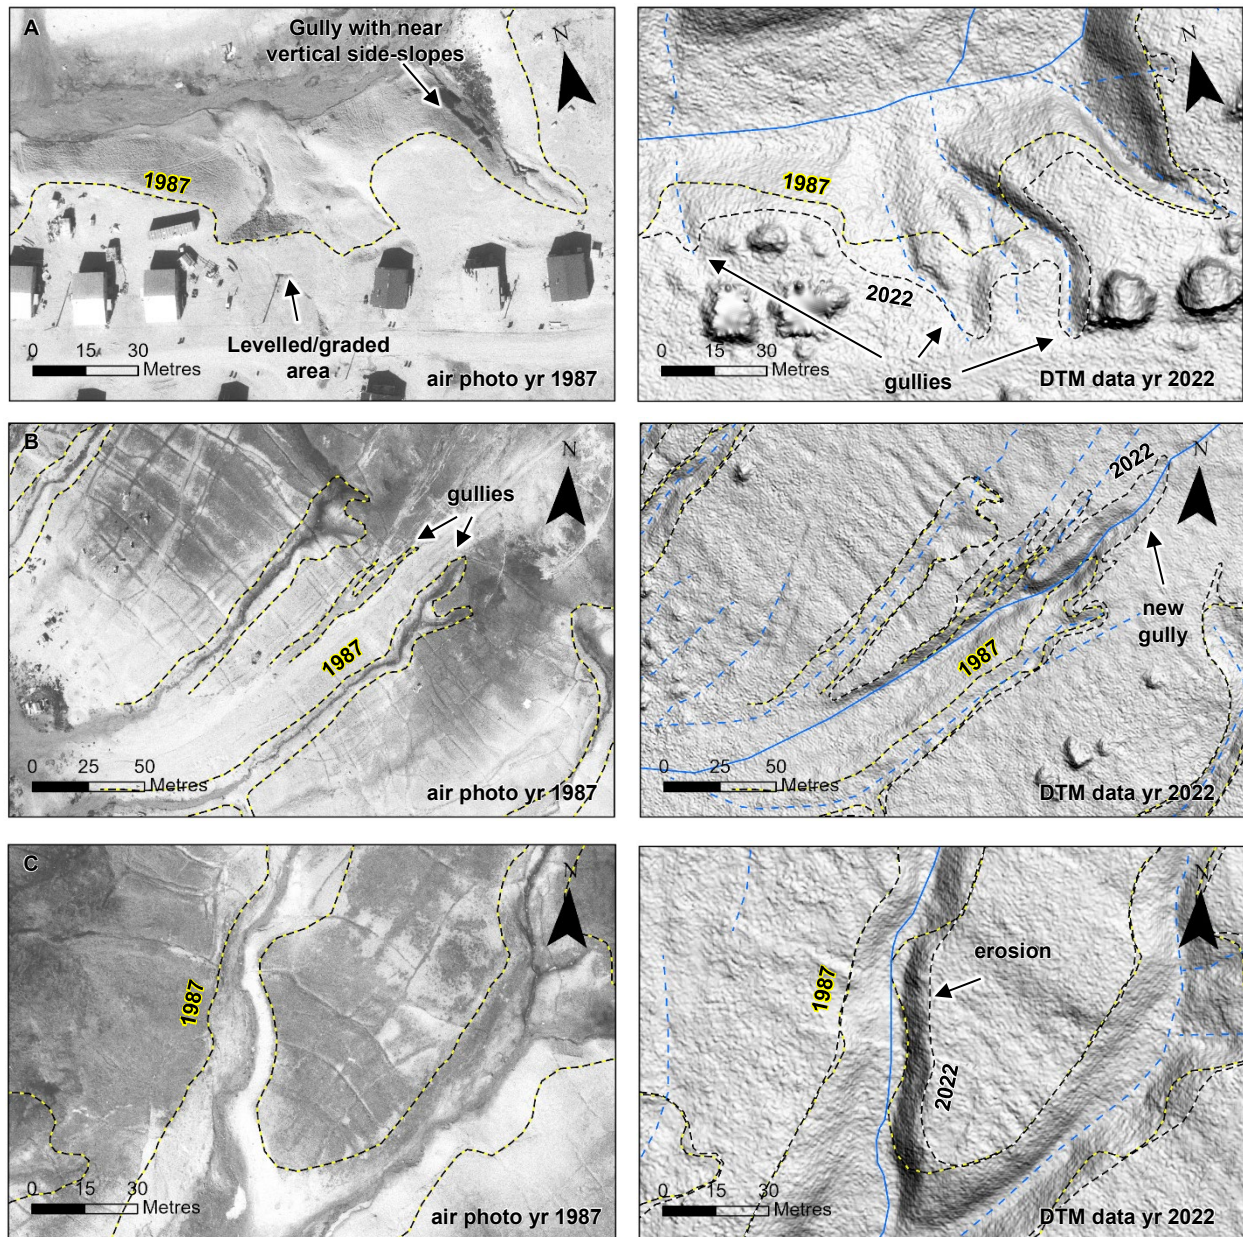 A
Gully with near
vertical side-slopes
N
1987
Levelled/graded
area
0 15 30
Metres
air photo yr 1987
N
1987
2022
gullies
0 15 30
Metres
DTM data yr 2022
B
N
gullies
1987
0 25 50
Metres
air photo yr 1987
2022
N
new
gully
1987
0 25 50
Metres
DTM data yr 2022
C
N
1987
0 15 30
Metres
air photo yr 1987
N
erosion
1987
2022
0 15 30
Metres
DTM data yr 2022